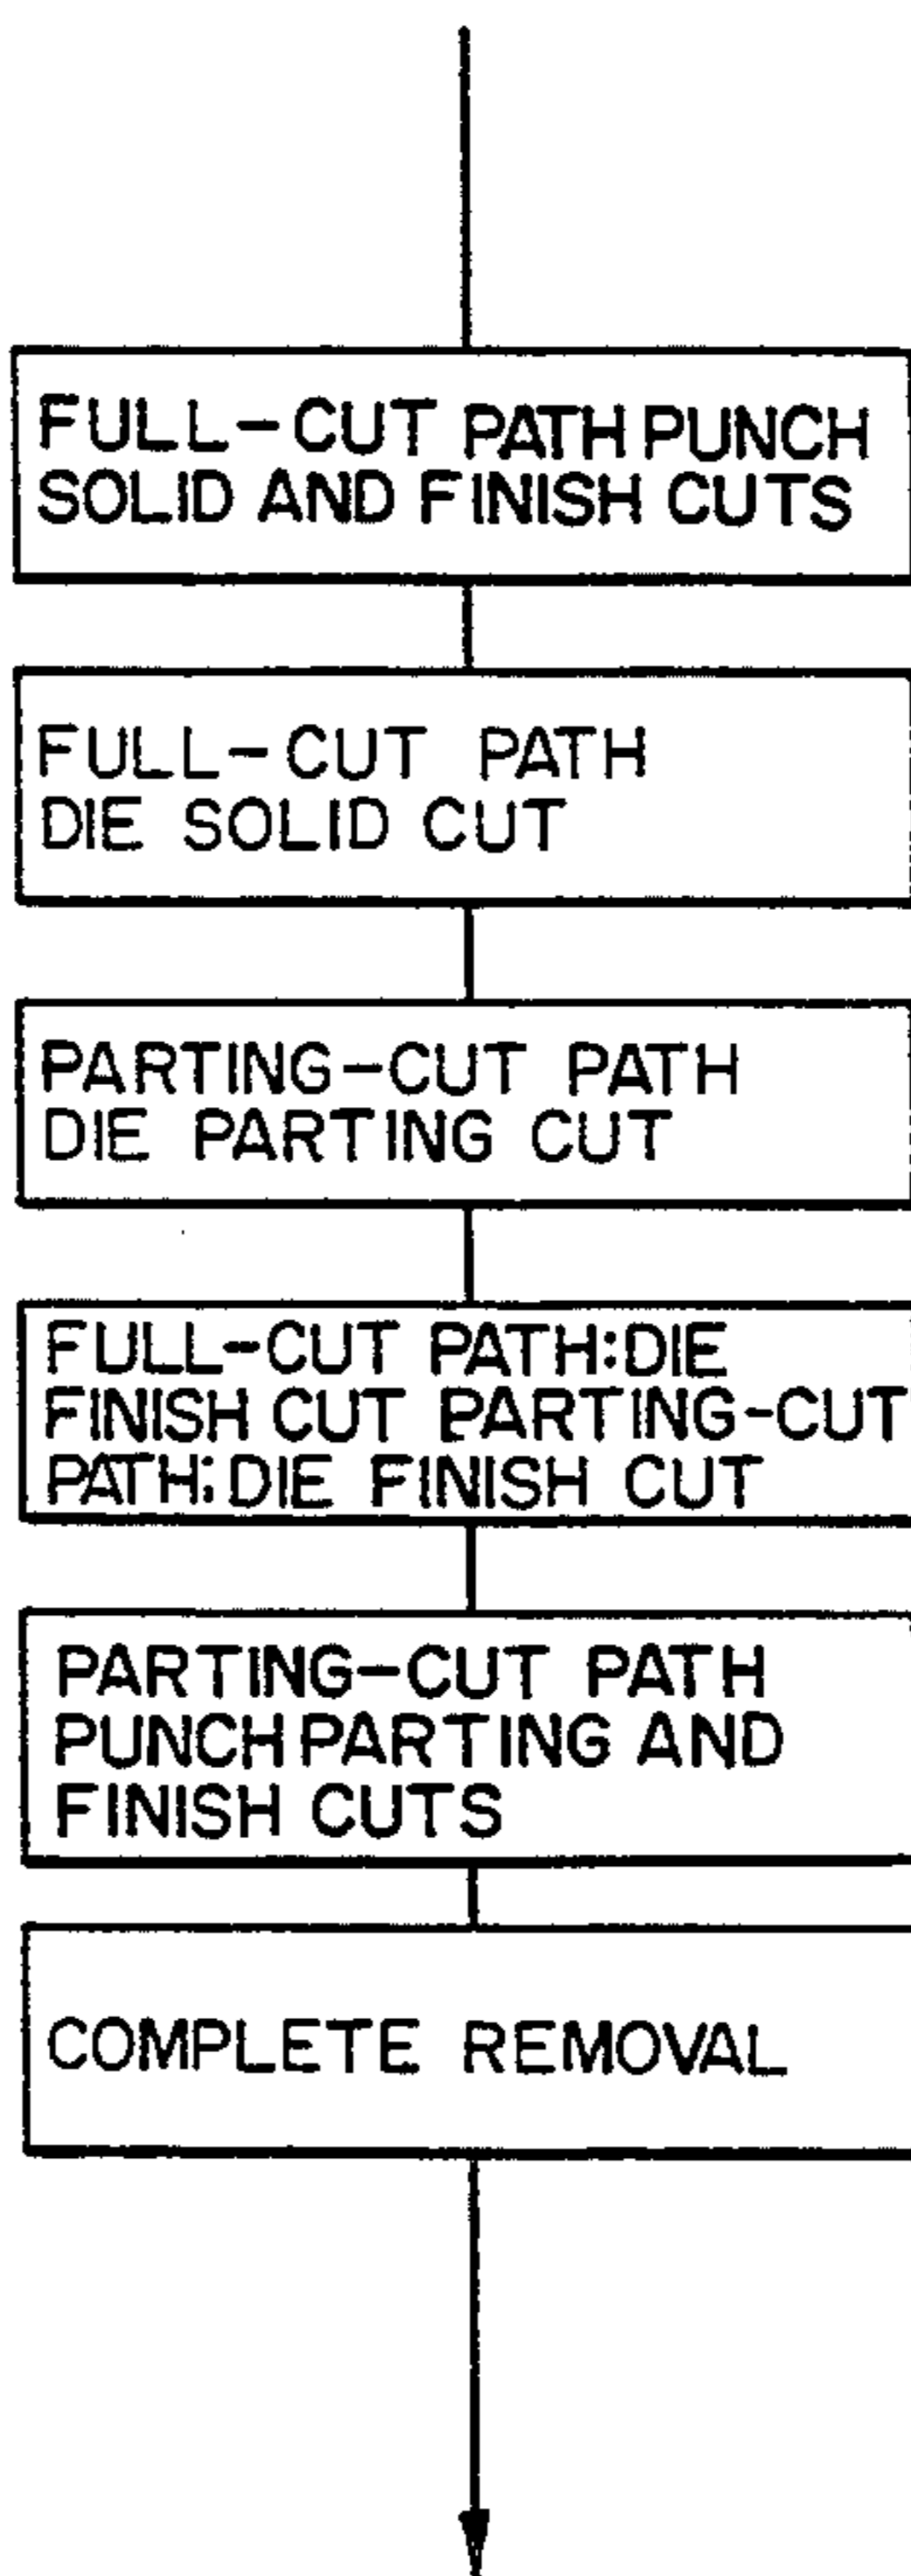 FULL-CUT PATH PUNCH
SOLID AND FINISH CUTS
FULL-CUT PATH
DIE SOLID CUT
PARTING-CUT PATH
DIE PARTING CUT
FULL-CUT PATH:DIE
FINISH CUT PARTING-CUT
PATH:DIE FINISH CUT
PARTING-CUT PATH
PUNCH PARTING AND
FINISH CUTS
COMPLETE REMOVAL